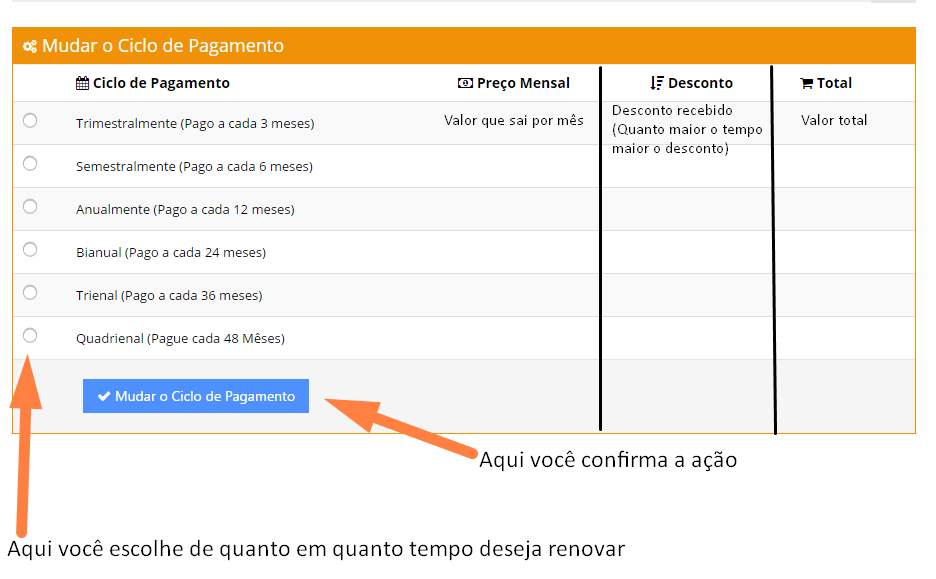 Mudar o Ciclo de Pagamento
Ciclo de Pagamento Preço Mensal Desconto Total
Trimestralmente (Pago a cada 3 meses) Valor que sai por mês Desconto recebido Valor total
(Quanto maior o tempo
maior o desconto)
Semestralmente (Pago a cada 6 meses)
Anualmente (Pago a cada 12 meses)
Bianual (Pago a cada 24 meses)
Trienal (Pago a cada 36 meses)
Quadrienal (Pague cada 48 Mêses)
Mudar o Ciclo de Pagamento
Aqui você confirma a ação
Aqui você escolhe de quanto em quanto tempo deseja renovar